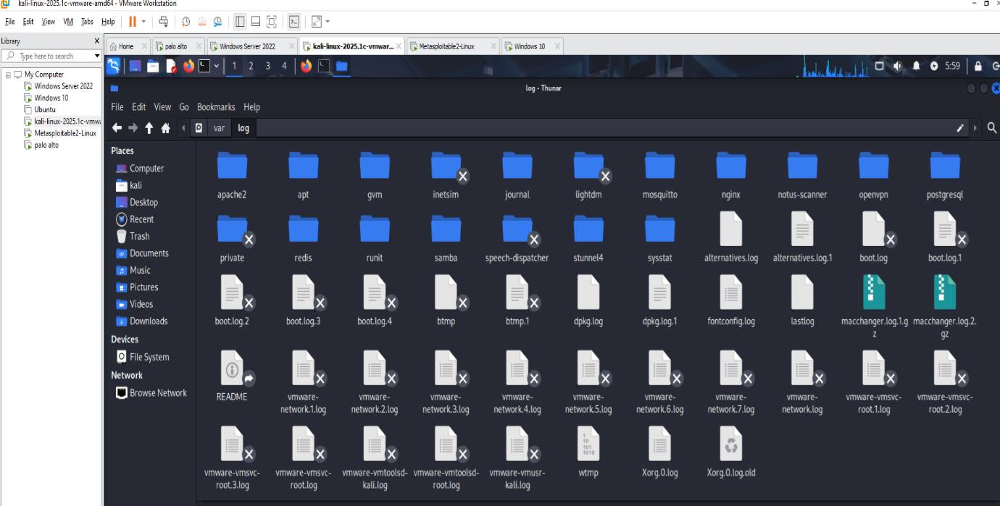 kali-linux-2025.1c-vmware-amd64 - VMware Workstation
File Edit View VM Tabs Help
Library
Type here to search
My Computer
Windows Server 2022
Windows 10
Ubuntu
kali-linux-2025.1c-vmwa
Metasploitable2-Linux
palo alto
Home palo alto Windows Server 2022 kali-linux-2025.1c-vmwar... Metasploitable2-Linux Windows 10
1 2 3 4 5:59
log - Thunar
File Edit View Go Bookmarks Help
var log
Places
Computer
kali
Desktop
Recent
Trash
Documents
Music
Pictures
Videos
Downloads
Devices
File System
Network
Browse Network
apache2 apt gvm inetsim journal lightdm mosquitto nginx notus-scanner openvpn postgresql
private redis runit samba speech-dispatcher stunnel4 sysstat alternatives.log alternatives.log.1 boot.log boot.log.1
boot.log.2 boot.log.3 boot.log.4 btmp btmp.1 dpkg.log dpkg.log.1 fontconfig.log lastlog macchanger.log.1.g macchanger.log.2.
z gz
README vmware- vmware- vmware- vmware- vmware- vmware- vmware- vmware- vmware-vmsvc- vmware-vmsvc-
network.1.log network.2.log network.3.log network.4.log network.5.log network.6.log network.7.log network.log root.1.log root.2.log
1
10
101
1010
vmware-vmsvc- vmware-vmsvc- vmware-vmtoolsd- vmware-vmtoolsd- vmware-vmusr- wtmp Xorg.0.log Xorg.0.log.old
root.3.log root.log kali.log root.log kali.log